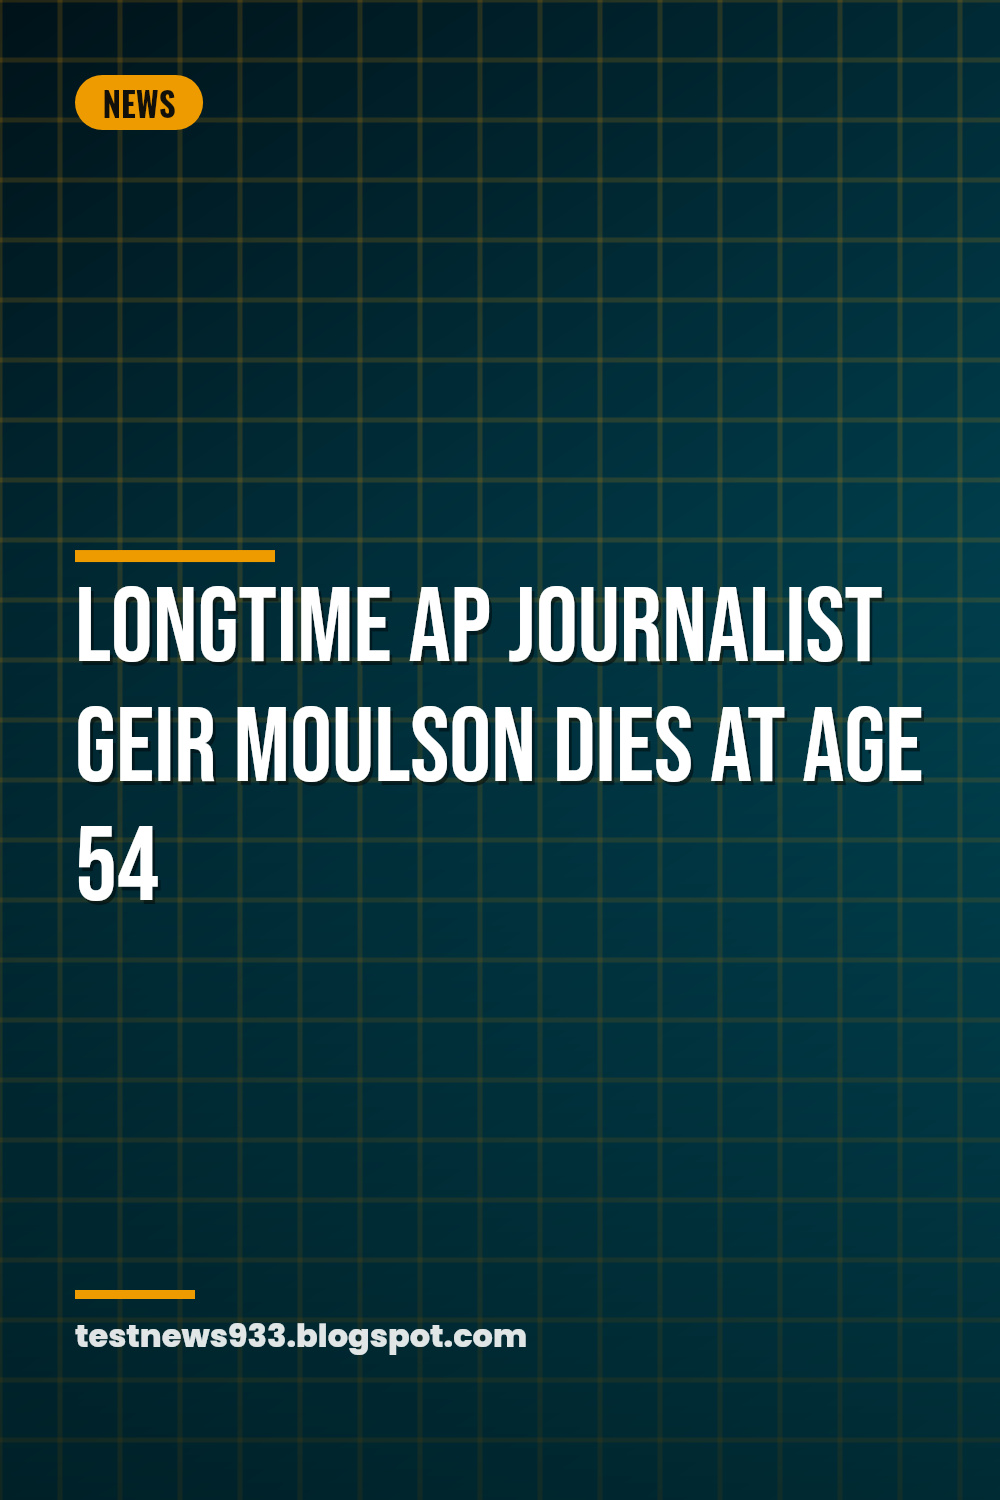 NEWS
LONGTIME AP JOURNALIST
GEIR MOULSON DIES AT AGE
54
testnews933.blogspot.com